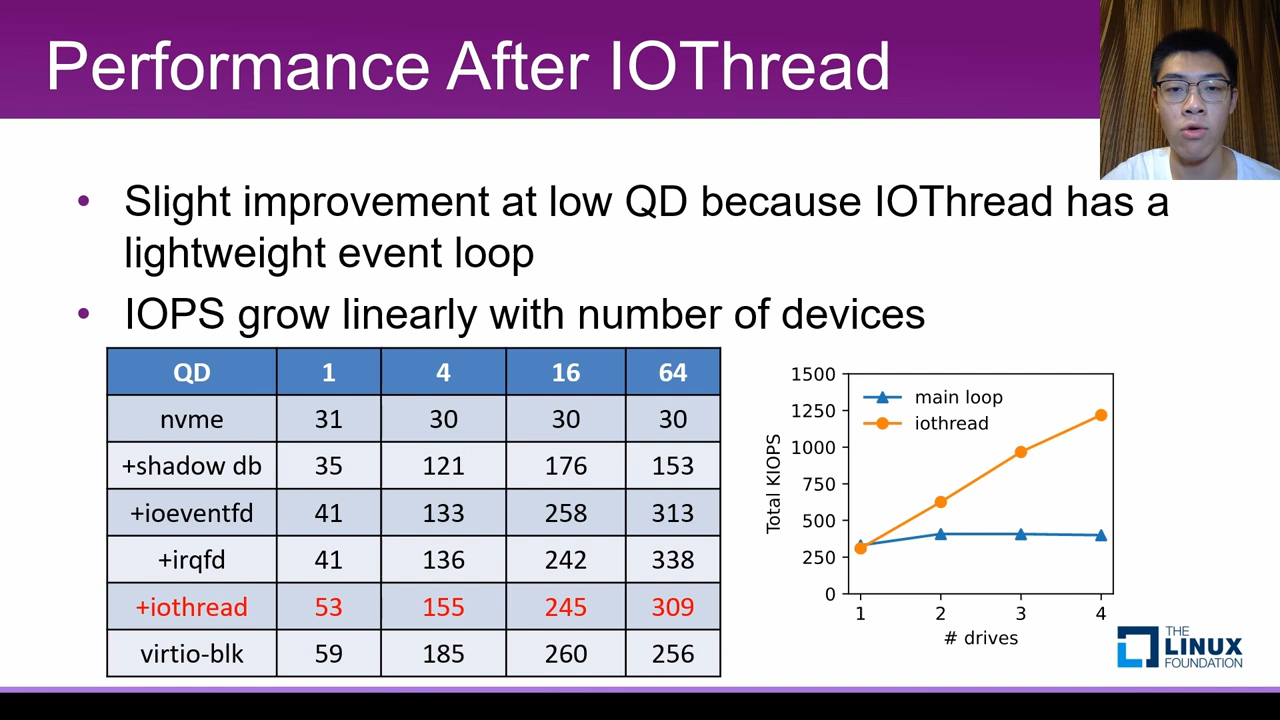 Performance After IOThread
• Slight improvement at low QD because IOThread has a
lightweight event loop
• IOPS grow linearly with number of devices
QD 1 4 16 64
nvme 31 30 30 30
+shadow db 35 121 176 153
+ioeventfd 41 133 258 313
+irqfd 41 136 242 338
+iothread 53 155 245 309
virtio-blk 59 185 260 256
main loop
iothread
Total KIOPS
1500
1250
1000
750
500
250
0
1 2 3 4
# drives
THE
LINUX
FOUNDATION